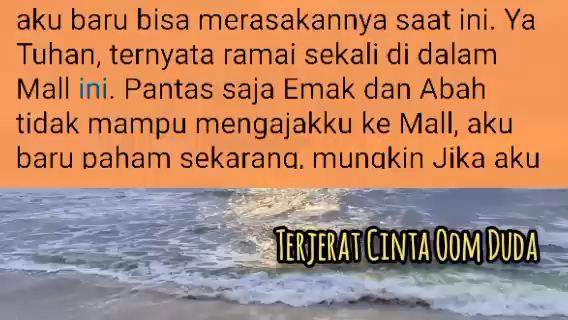 aku baru bisa merasakannya saat ini. Ya
Tuhan, ternyata ramai sekali di dalam
Mall ini. Pantas saja Emak dan Abah
tidak mampu mengajakku ke Mall, aku
baru paham sekarang, mungkin Jika aku
TERJERAT CINTA OOM DUDA